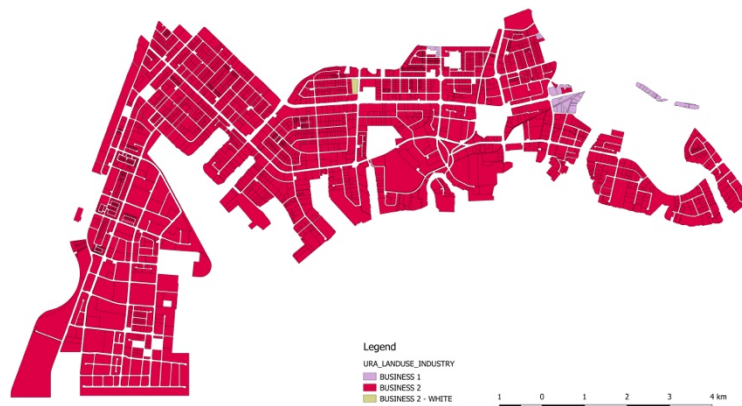 Legend
URA_LANDUSE_INDUSTRY
BUSINESS 1
BUSINESS 2
BUSINESS 2 - WHITE
1 0 1 2 3 4 km